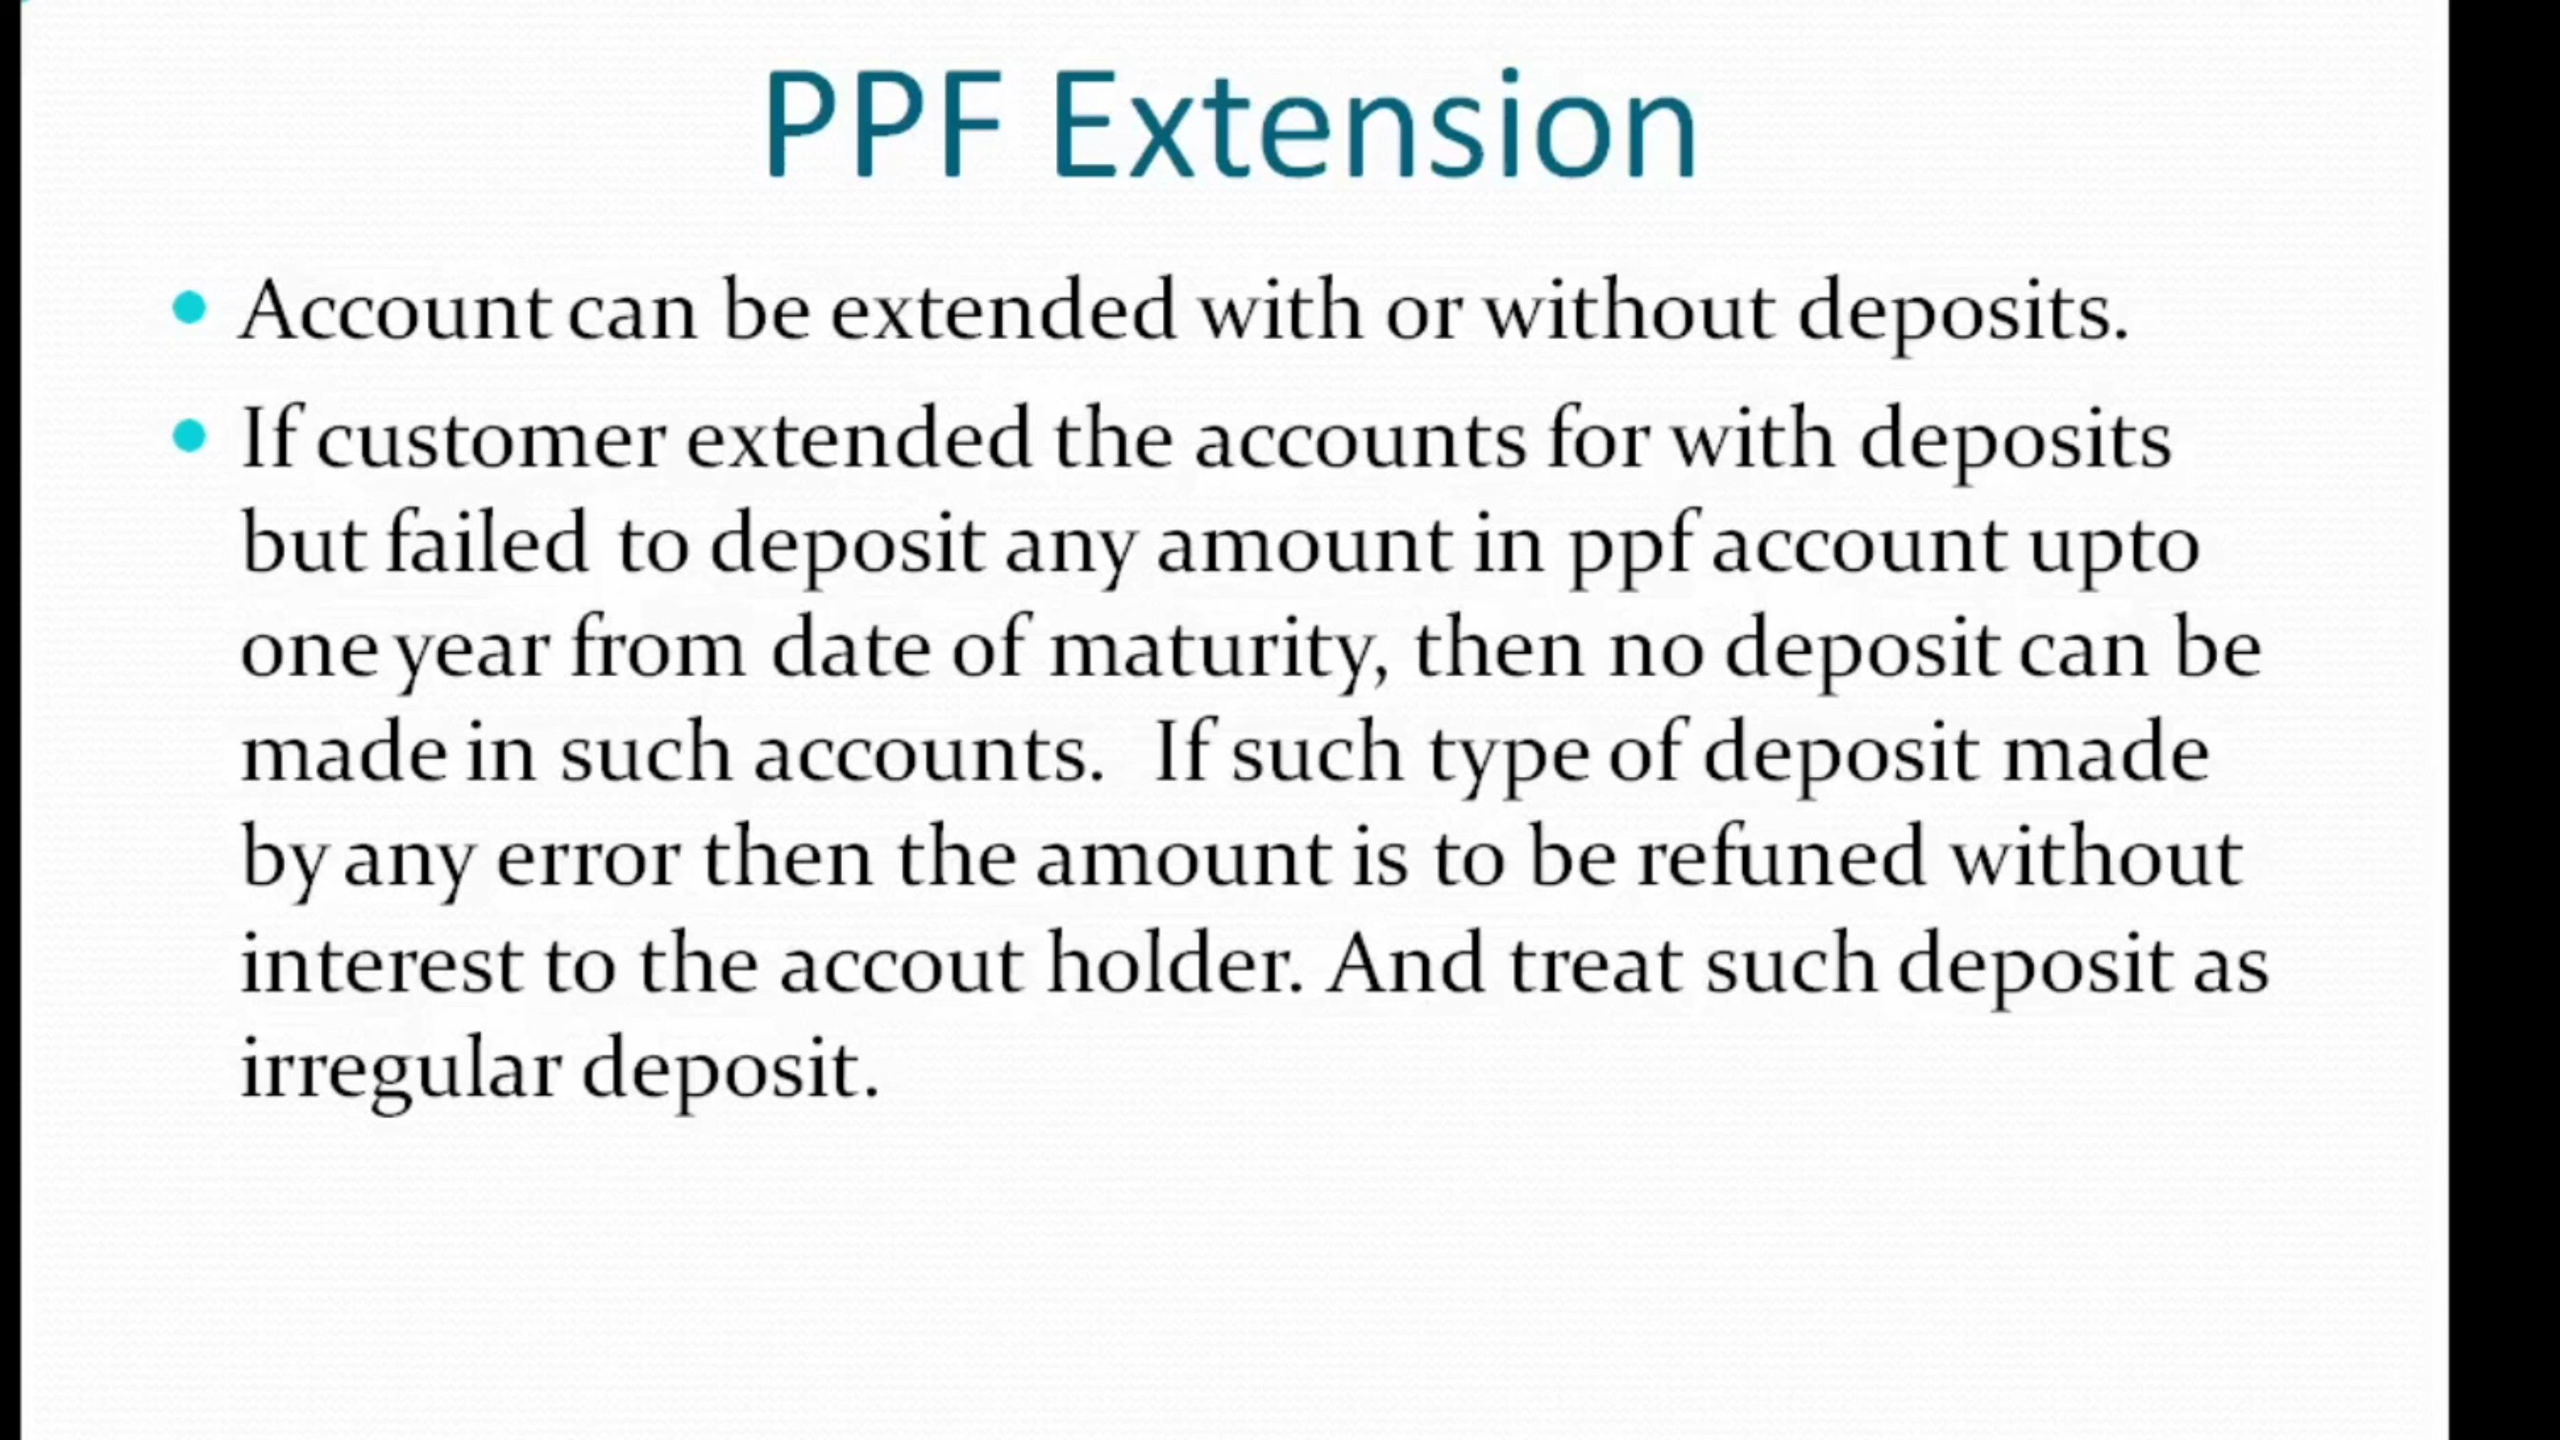 PPF Extension
Account can be extended with or without deposits.
If customer extended the accounts for with deposits
but failed to deposit any amount in ppf account upto
one year from date of maturity, then no deposit can be
made in such accounts. If such type of deposit made
by any error then the amount is to be refuned without
interest to the accout holder. And treat such deposit as
irregular deposit.